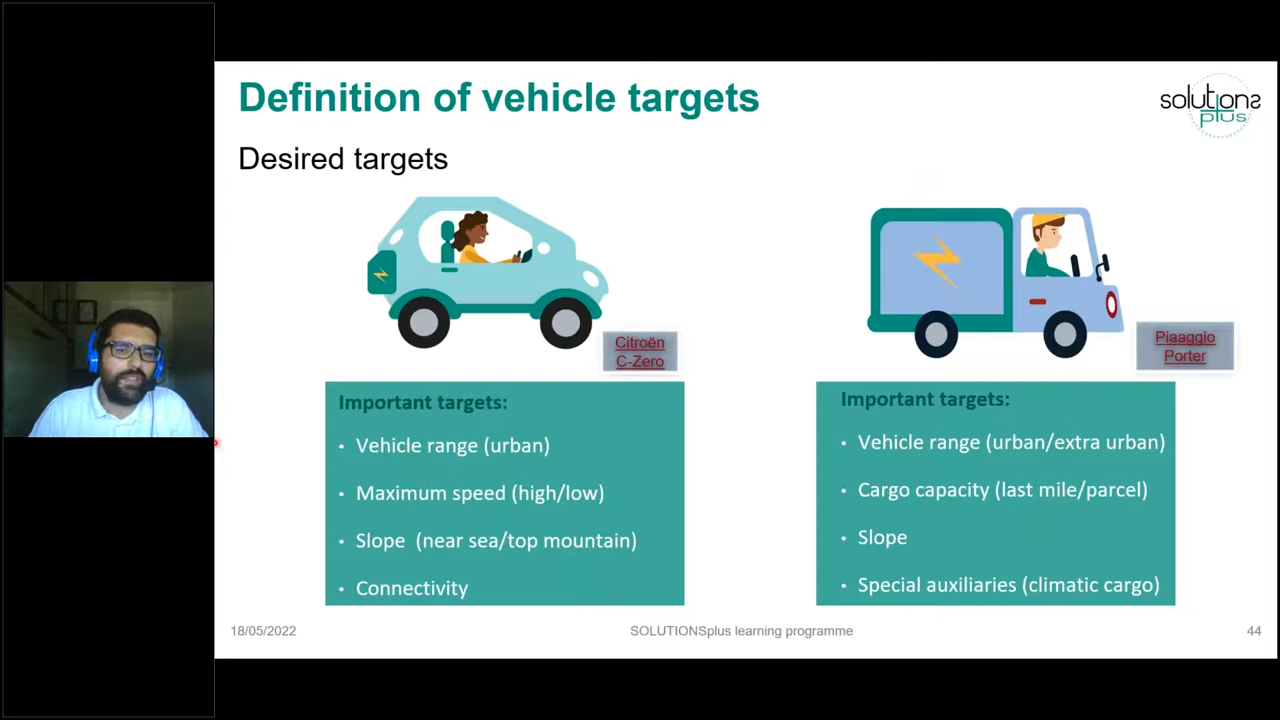 Definition of vehicle targets
solutions
plus
Desired targets
Citroën
C-Zero
Piaaggio
Porter
Important targets:
• Vehicle range (urban)
• Maximum speed (high/low)
• Slope (near sea/top mountain)
• Connectivity
Important targets:
• Vehicle range (urban/extra urban)
• Cargo capacity (last mile/parcel)
• Slope
• Special auxiliaries (climatic cargo)
18/05/2022
SOLUTIONSplus learning programme
44